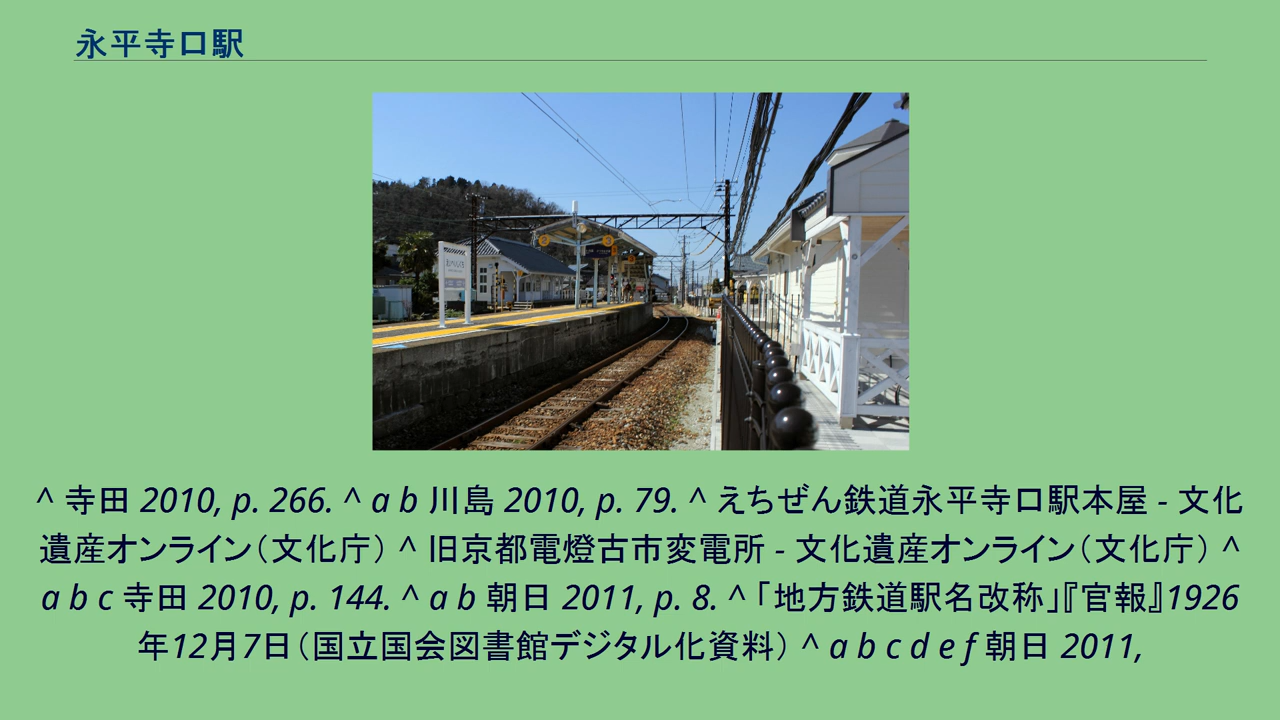 永平寺口駅
^ 寺田 2010, p. 266. ^ a b 川島 2010, p. 79. ^ えちぜん鉄道永平寺口駅本屋 - 文化
遺産オンライン（文化庁） ^ 旧京都電燈古市変電所 - 文化遺産オンライン（文化庁） ^
a b c 寺田 2010, p. 144. ^ a b 朝日 2011, p. 8. ^ 「地方鉄道駅名改称」『官報』1926
年12月7日（国立国会図書館デジタル化資料） ^ a b c d e f 朝日 2011,